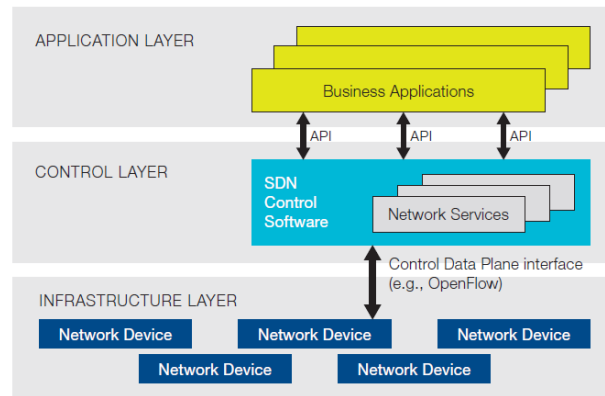 APPLICATION LAYER
Business Applications
API
API
API
CONTROL LAYER
SDN
Control
Software
Network Services
Control Data Plane interface
(e.g., OpenFlow)
INFRASTRUCTURE LAYER
Network Device
Network Device
Network Device
Network Device
Network Device